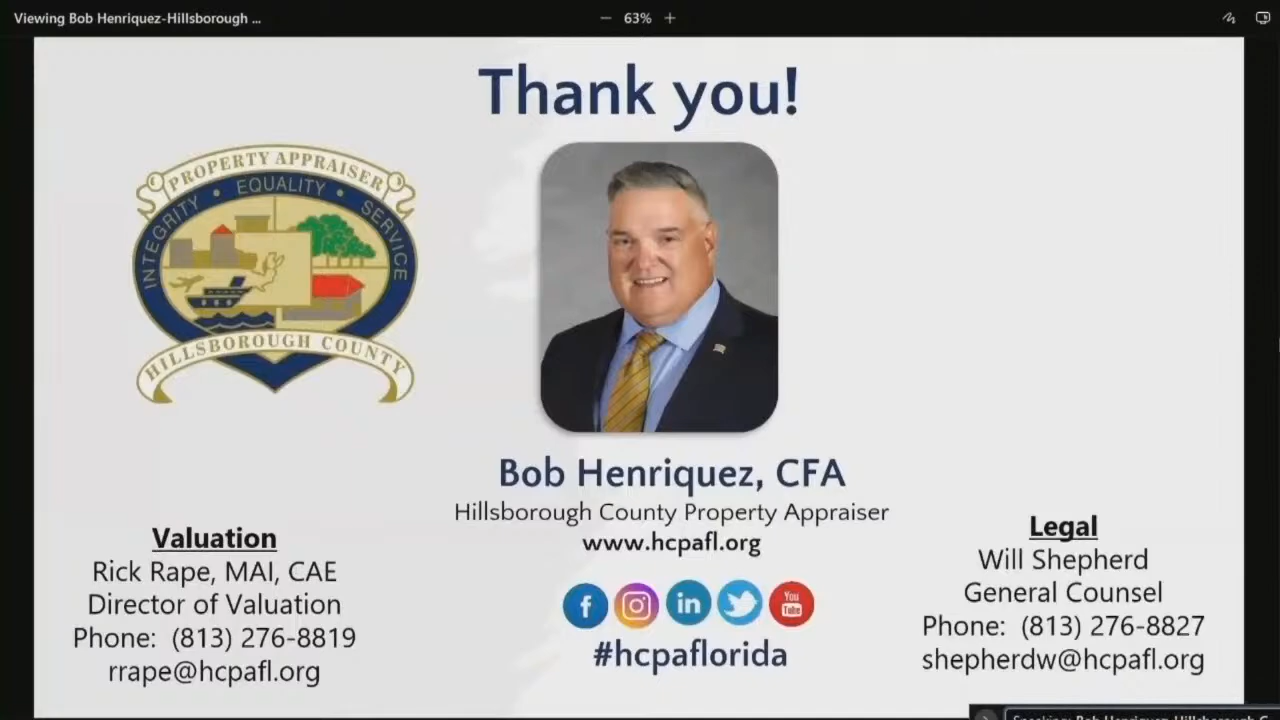 Viewing Bob Henriquez-Hillsborough ...
63%
Thank you!
PROPERTY APPRAISER
INTEGRITY • EQUALITY • SERVICE
HILLSBOROUGH COUNTY
Bob Henriquez, CFA
Hillsborough County Property Appraiser
www.hcpafl.org
You
Tube
#hcpaflorida
Valuation
Rick Rape, MAI, CAE
Director of Valuation
Phone: (813) 276-8819
rrape@hcpafl.org
Legal
Will Shepherd
General Counsel
Phone: (813) 276-8827
shepherdw@hcpafl.org